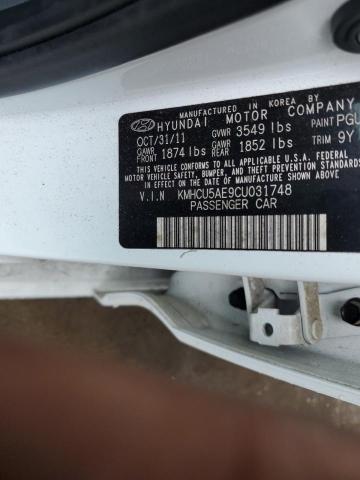 MANUFACTURED IN KOREA BY
HYUNDAI MOTOR COMPANY
OCT/31/11 GVWR 3549 lbs PAINT PGU
GAWR FRONT 1874 lbs GAWR REAR 1852 lbs TRIM 9Y
THIS VEHICLE CONFORMS TO ALL APPLICABLE U.S.A. FEDERAL
MOTOR VEHICLE SAFETY, BUMPER, AND THEFT PREVENTION
STANDARDS IN EFFECT ON THE DATE OF MANUFACTURE SHOWN ABOVE.
V.I.N KMHCU5AE9CU031748
PASSENGER CAR